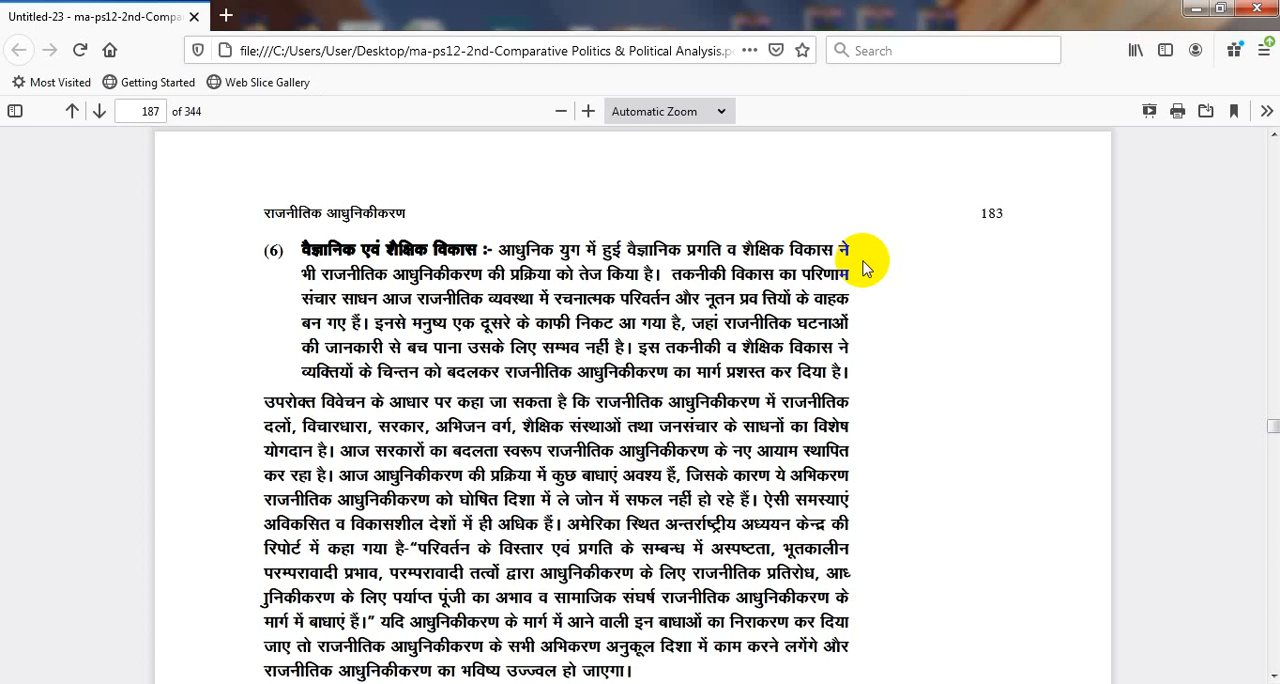 Untitled-23 - ma-ps12-2nd-Compa
file:///C:/Users/User/Desktop/ma-ps12-2nd-Comparative Politics & Political Analysis.p
Search
Most Visited
Getting Started
Web Slice Gallery
187 of 344
Automatic Zoom
राजनीतिक आधुनिकीकरण 183
(6) वैज्ञानिक एवं शैक्षिक विकास :- आधुनिक युग में हुई वैज्ञानिक प्रगति व शैक्षिक विकास ने
भी राजनीतिक आधुनिकीकरण की प्रक्रिया को तेज किया है। तकनीकी विकास का परिणाम
संचार साधन आज राजनीतिक व्यवस्था में रचनात्मक परिवर्तन और नूतन प्रव त्तियों के वाहक
बन गए हैं। इनसे मनुष्य एक दूसरे के काफी निकट आ गया है, जहां राजनीतिक घटनाओं
की जानकारी से बच पाना उसके लिए सम्भव नहीं है। इस तकनीकी व शैक्षिक विकास ने
व्यक्तियों के चिन्तन को बदलकर राजनीतिक आधुनिकीकरण का मार्ग प्रशस्त कर दिया है।
उपरोक्त विवेचन के आधार पर कहा जा सकता है कि राजनीतिक आधुनिकीकरण में राजनीतिक
दलों, विचारधारा, सरकार, अभिजन वर्ग, शैक्षिक संस्थाओं तथा जनसंचार के साधनों का विशेष
योगदान है। आज सरकारों का बदलता स्वरूप राजनीतिक आधुनिकीकरण के नए आयाम स्थापित
कर रहा है। आज आधुनिकीकरण की प्रक्रिया में कुछ बाधाएं अवश्य हैं, जिसके कारण ये अभिकरण
राजनीतिक आधुनिकीकरण को घोषित दिशा में ले जोन में सफल नहीं हो रहे हैं। ऐसी समस्याएं
अविकसित व विकासशील देशों में ही अधिक हैं। अमेरिका स्थित अन्तर्राष्ट्रीय अध्ययन केन्द्र की
रिपोर्ट में कहा गया है-"परिवर्तन के विस्तार एवं प्रगति के सम्बन्ध में अस्पष्टता, भूतकालीन
परम्परावादी प्रभाव, परम्परावादी तत्वों द्वारा आधुनिकीकरण के लिए राजनीतिक प्रतिरोध, आध
ुनिकीकरण के लिए पर्याप्त पूंजी का अभाव व सामाजिक संघर्ष राजनीतिक आधुनिकीकरण के
मार्ग में बाधाएं हैं।" यदि आधुनिकीकरण के मार्ग में आने वाली इन बाधाओं का निराकरण कर दिया
जाए तो राजनीतिक आधुनिकीकरण के सभी अभिकरण अनुकूल दिशा में काम करने लगेंगे और
राजनीतिक आधुनिकीकरण का भविष्य उज्ज्वल हो जाएगा।